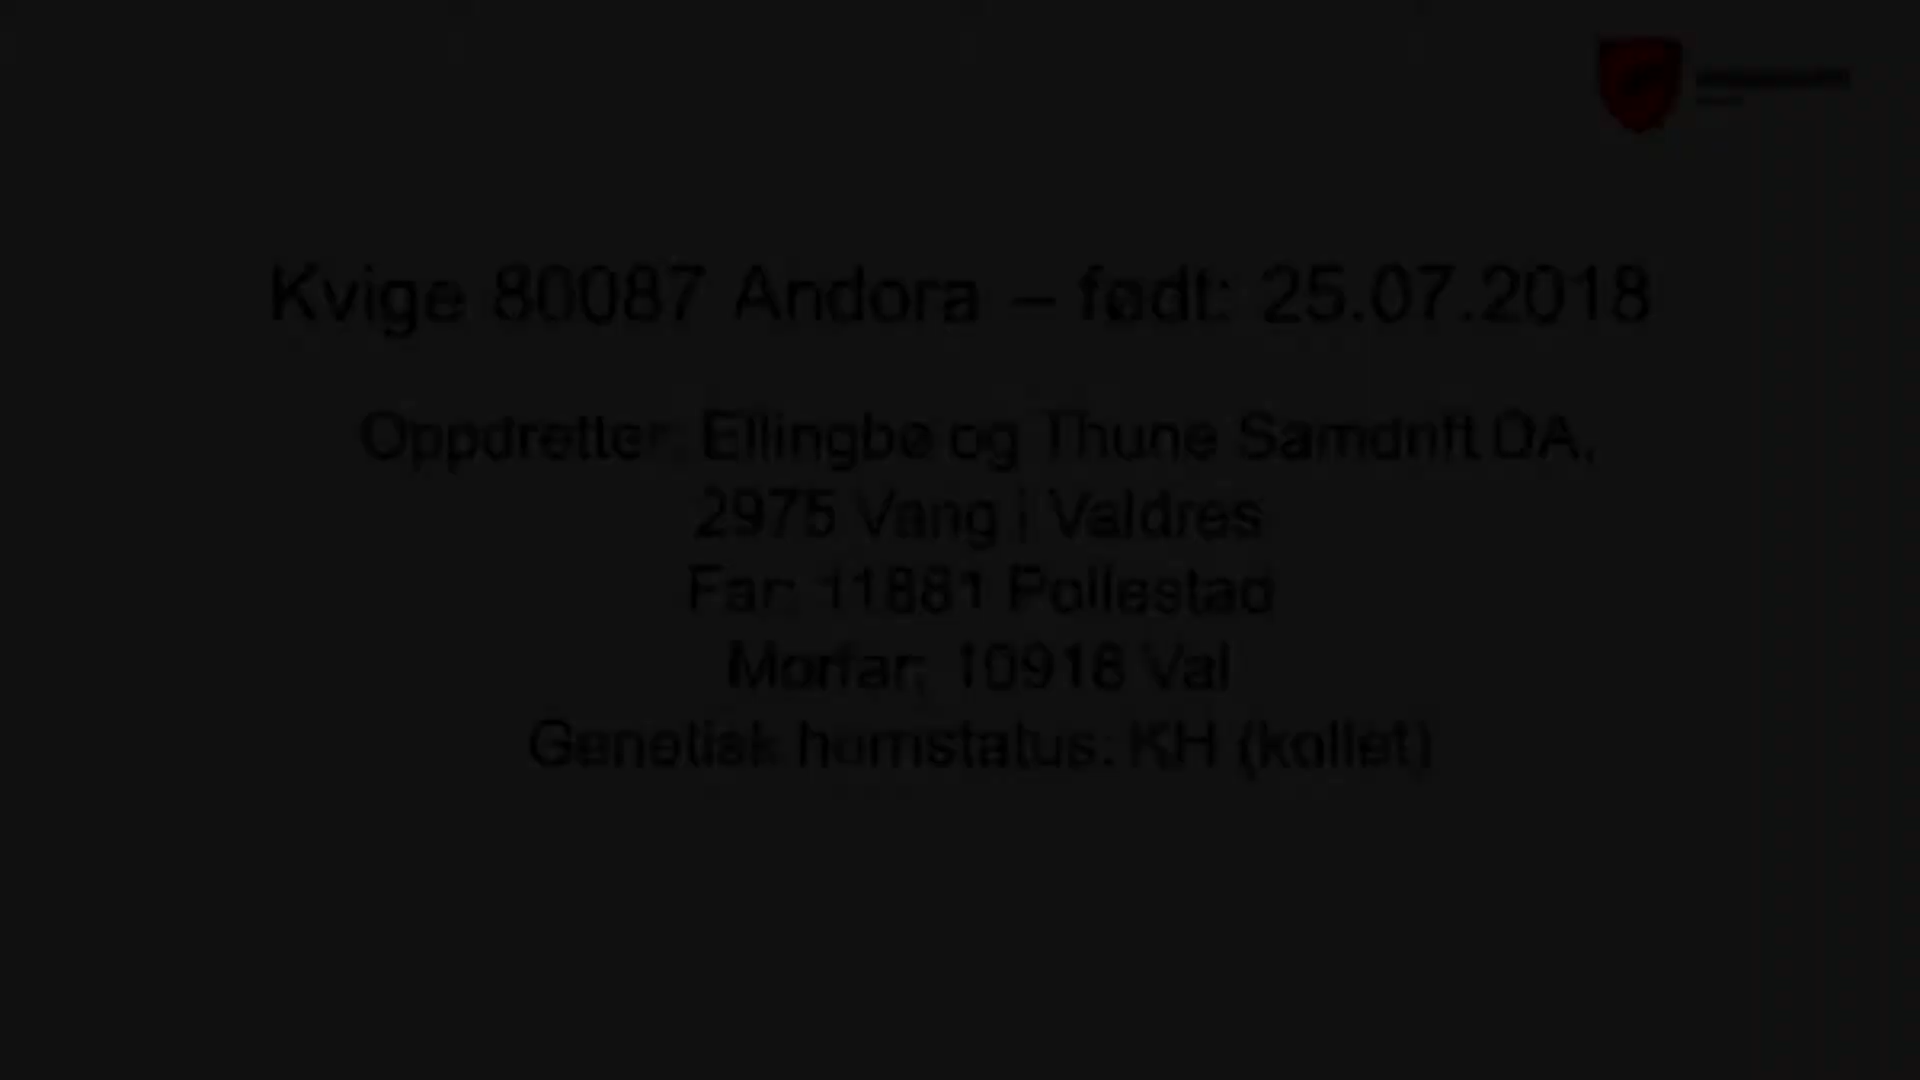 Kvige 80087 Andora – født: 25.07.2018
Oppdretter: Ellingbø og Thune Samdrift DA,
2975 Vang i Valdres
Far: 11881 Pollestad
Morfar: 10918 Val
Genetisk hornstatus: KH (kollet)